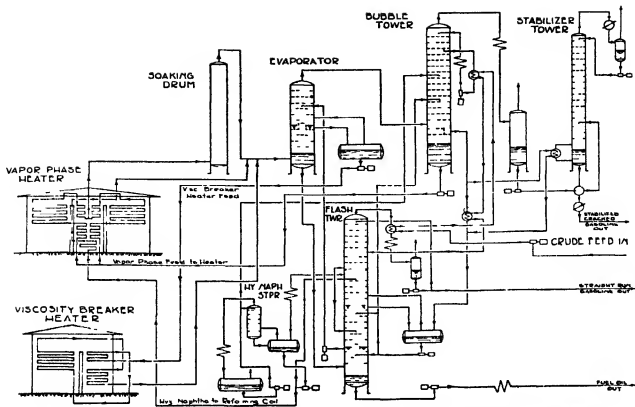 BUBBLE
TOWER
STABILIZER
TOWER
EVAPORATOR
SOAKING
DRUM
VAPOR PHASE
HEATER
Visc Breaker
Heater Feed
FLASH
TWR
STABILIZED
CRACKED
GASOLINE
OUT
CRUDE FEED IN
Vapor Phase Feed to Heater
HY NAPH
STPR
STRAIGHT RUN
GASOLINE OUT
VISCOSITY BREAKER
HEATER
Hvy Naphtha to Reforming Coil
FUEL OIL
OUT